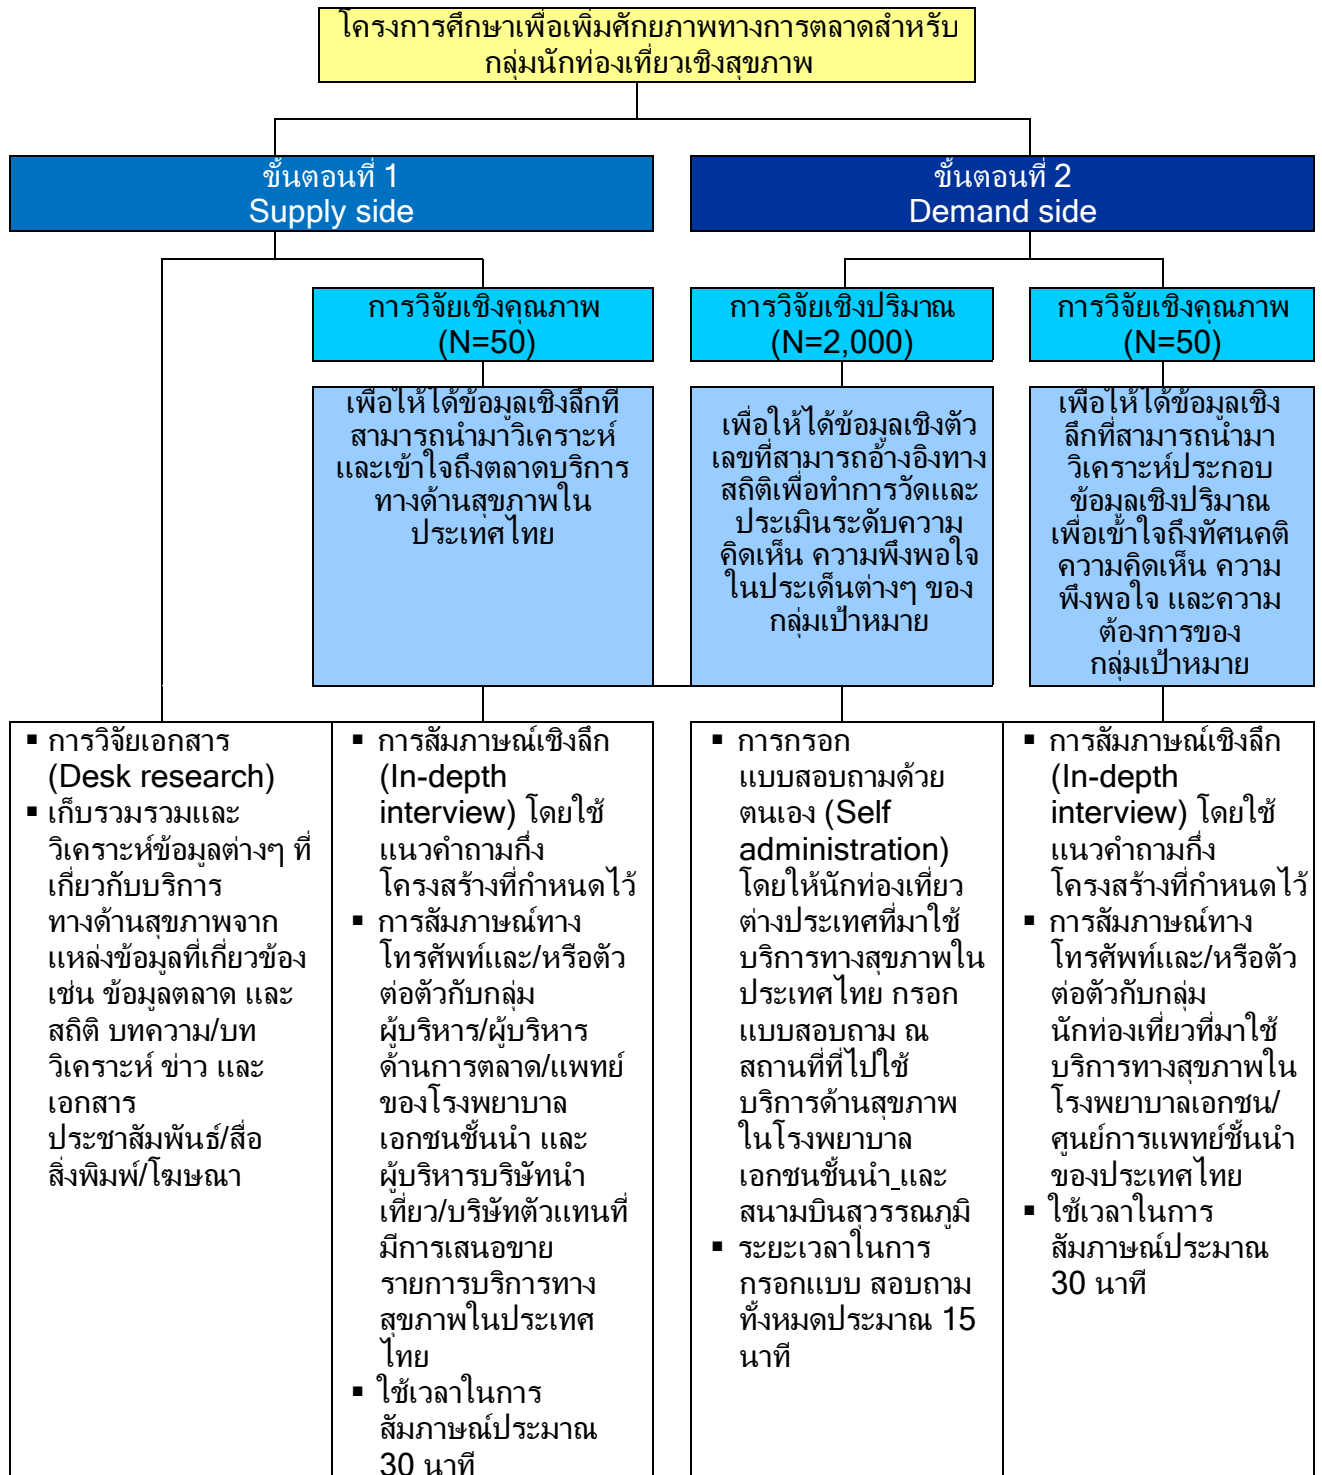 โครงการศึกษาเพื่อเพิ่มศักยภาพทางการตลาดสำหรับ
กลุ่มนักท่องเที่ยวเชิงสุขภาพ
ขั้นตอนที่ 1
Supply side
ขั้นตอนที่ 2
Demand side
การวิจัยเชิงคุณภาพ
(N=50)
การวิจัยเชิงปริมาณ
(N=2,000)
การวิจัยเชิงคุณภาพ
(N=50)
เพื่อให้ได้ข้อมูลเชิงลึกที่
สามารถนำมาวิเคราะห์
และเข้าใจถึงตลาดบริการ
ทางด้านสุขภาพใน
ประเทศไทย
เพื่อให้ได้ข้อมูลเชิงตัว
เลขที่สามารถอ้างอิงทาง
สถิติเพื่อทำการวัดและ
ประเมินระดับความ
คิดเห็น ความพึงพอใจ
ในประเด็นต่างๆ ของ
กลุ่มเป้าหมาย
เพื่อให้ได้ข้อมูลเชิง
ลึกที่สามารถนำมา
วิเคราะห์ประกอบ
ข้อมูลเชิงปริมาณ
เพื่อเข้าใจถึงทัศนคติ
ความคิดเห็น ความ
พึงพอใจ และความ
ต้องการของ
กลุ่มเป้าหมาย
▪ การวิจัยเอกสาร
(Desk research)
▪ เก็บรวมรวมและ
วิเคราะห์ข้อมูลต่างๆ ที่
เกี่ยวกับบริการ
ทางด้านสุขภาพจาก
แหล่งข้อมูลที่เกี่ยวข้อง
เช่น ข้อมูลตลาด และ
สถิติ บทความ/บท
วิเคราะห์ ข่าว และ
เอกสาร
ประชาสัมพันธ์/สื่อ
สิ่งพิมพ์/โฆษณา
▪ การสัมภาษณ์เชิงลึก
(In-depth
interview) โดยใช้
แนวคำถามกึ่ง
โครงสร้างที่กำหนดไว้
▪ การสัมภาษณ์ทาง
โทรศัพท์และ/หรือตัว
ต่อตัวกับกลุ่ม
ผู้บริหาร/ผู้บริหาร
ด้านการตลาด/แพทย์
ของโรงพยาบาล
เอกชนชั้นนำ และ
ผู้บริหารบริษัทนำ
เที่ยว/บริษัทตัวแทนที่
มีการเสนอขาย
รายการบริการทาง
สุขภาพในประเทศ
ไทย
▪ ใช้เวลาในการ
สัมภาษณ์ประมาณ
30 นาที
▪ การกรอก
แบบสอบถามด้วย
ตนเอง (Self
administration)
โดยให้นักท่องเที่ยว
ต่างประเทศที่มาใช้
บริการทางสุขภาพใน
ประเทศไทย กรอก
แบบสอบถาม ณ
สถานที่ที่ไปใช้
บริการด้านสุขภาพ
ในโรงพยาบาล
เอกชนชั้นนำ และ
สนามบินสุวรรณภูมิ
▪ ระยะเวลาในการ
กรอกแบบ สอบถาม
ทั้งหมดประมาณ 15
นาที
▪ การสัมภาษณ์เชิงลึก
(In-depth
interview) โดยใช้
แนวคำถามกึ่ง
โครงสร้างที่กำหนดไว้
▪ การสัมภาษณ์ทาง
โทรศัพท์และ/หรือตัว
ต่อตัวกับกลุ่ม
นักท่องเที่ยวที่มาใช้
บริการทางสุขภาพใน
โรงพยาบาลเอกชน/
ศูนย์การแพทย์ชั้นนำ
ของประเทศไทย
▪ ใช้เวลาในการ
สัมภาษณ์ประมาณ
30 นาที